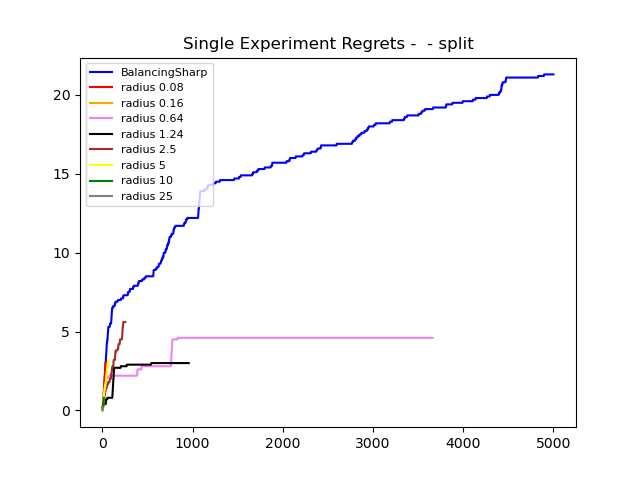 Single Experiment Regrets -  - split
BalancingSharp
radius 0.08
radius 0.16
radius 0.64
radius 1.24
radius 2.5
radius 5
radius 10
radius 25
20
15
10
5
0
0 1000 2000 3000 4000 5000